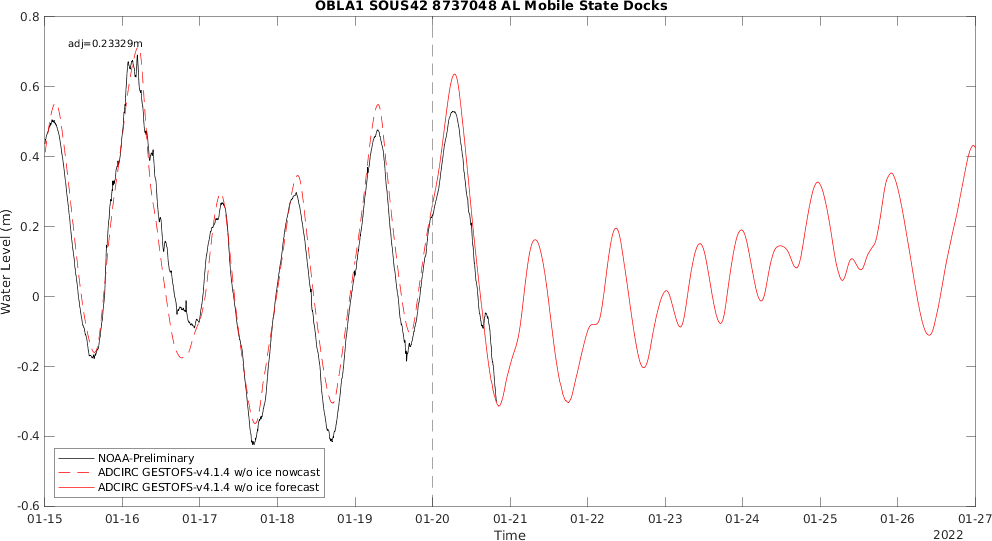 OBLA1 SOUS42 8737048 AL Mobile State Docks
adj=0.23329m
Water Level (m)
0.8
0.6
0.4
0.2
0
-0.2
-0.4
-0.6
NOAA-Preliminary
ADCIRC GESTOFS-v4.1.4 w/o ice nowcast
ADCIRC GESTOFS-v4.1.4 w/o ice forecast
01-15 01-16 01-17 01-18 01-19 01-20 01-21 01-22 01-23 01-24 01-25 01-26 01-27
Time
2022